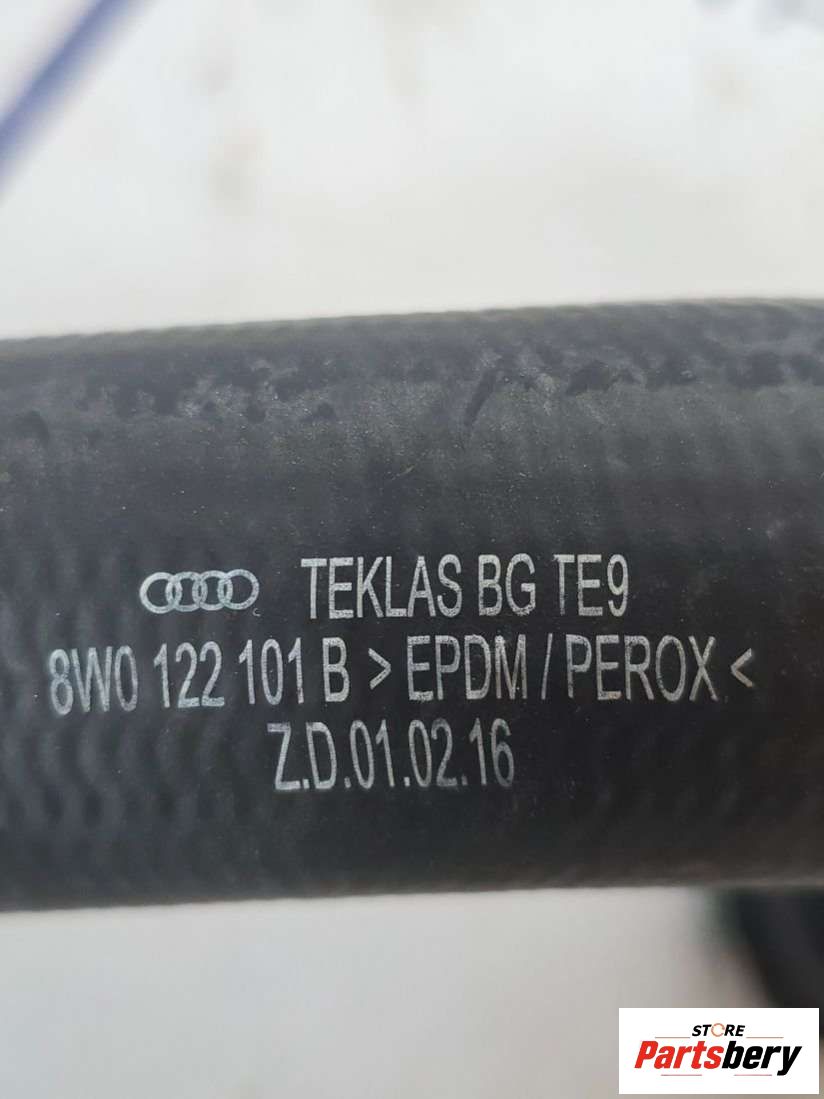 TEKLAS BG TE9
8W0 122 101 B > EPDM / PEROX <
Z.D.01.02.16
STORE
Partsbery